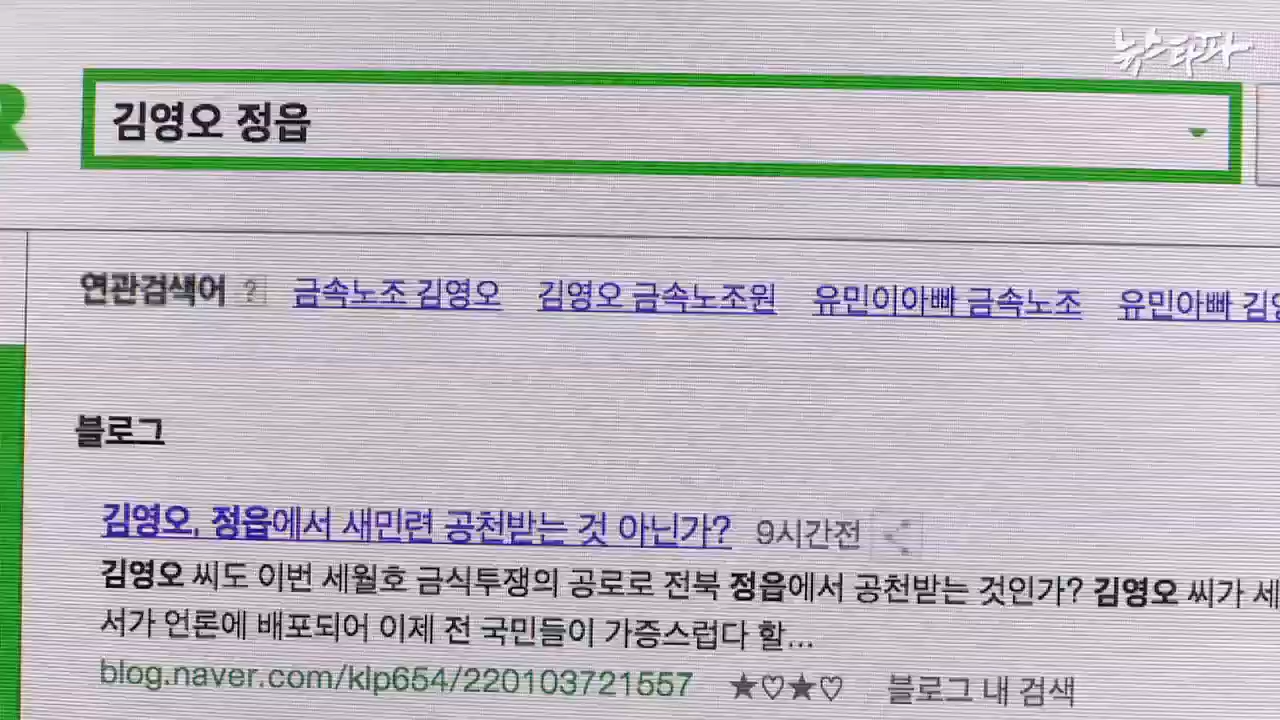 뉴스타파
R
김영오 정읍
연관검색어 ? 금속노조 김영오 김영오 금속노조원 유민이아빠 금속노조 유민아빠 김영
블로그
김영오, 정읍에서 새민련 공천받는 것 아닌가? 9시간전
김영오 씨도 이번 세월호 금식투쟁의 공로로 전북 정읍에서 공천받는 것인가? 김영오 씨가 세
서가 언론에 배포되어 이제 전 국민들이 가증스럽다 할...
blog.naver.com/klp654/220103721557 ★♡★♡ 블로그 내 검색